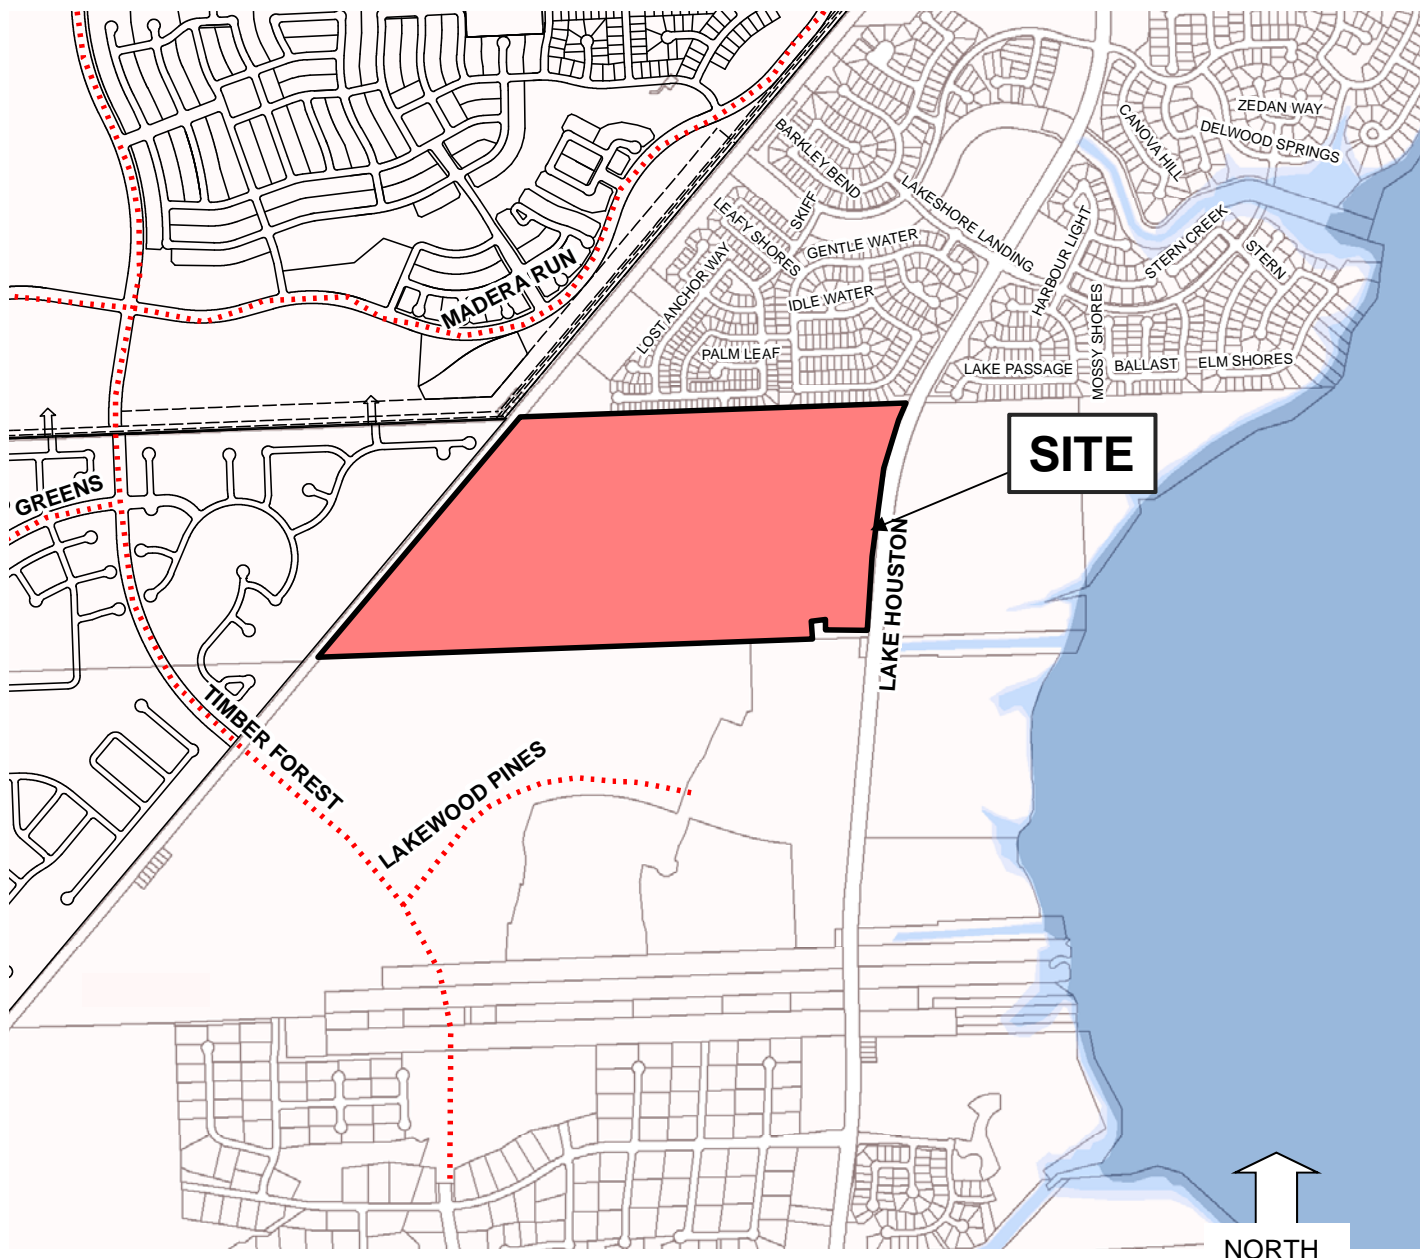 ZEDAN WAY
CANOVA HILL
DELWOOD SPRINGS
BARKLEY BEND
LAKESHORE LANDING
SKIFF
LEAFY SHORES
GENTLE WATER
HARBOUR LIGHT
STERN CREEK
STERN
LOST ANCHOR WAY
MADERA RUN
IDLE WATER
MOSSY SHORES
PALM LEAF
LAKE PASSAGE
BALLAST
ELM SHORES
SITE
GREENS
LAKE HOUSTON
TIMBER FOREST
LAKEWOOD PINES
NORTH